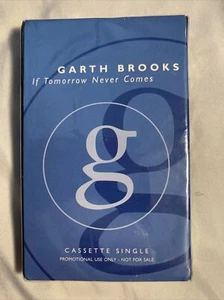 GARTH BROOKS
If Tomorrow Never Comes
g
CASSETTE SINGLE
PROMOTIONAL USE ONLY - NOT FOR SALE